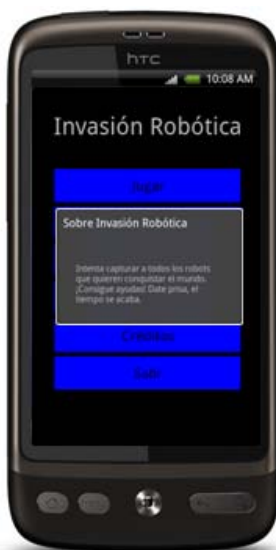 hTC
10:08 AM
Invasión Robótica
Jugar
Sobre Invasión Robótica
Intenta capturar a todos los robots
que quieren conquistar el mundo.
¡Consigue ayudas! Date prisa, el
tiempo se acaba.
Créditos
Salir